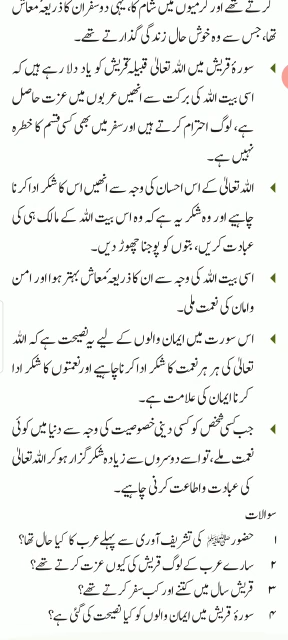 کرتے تھے اور گرمیوں میں شام کا، یہی دو سفر ان کا ذریعۂ معاش
تھا، جس سے وہ خوش حال زندگی گذارتے تھے۔
سورۂ قریش میں اللہ تعالیٰ قبیلۂ قریش کو یاد دلا رہے ہیں کہ
اسی بیت اللہ کی برکت سے انھیں عربوں میں عزت حاصل
ہے، لوگ احترام کرتے ہیں اور سفر میں بھی کسی قسم کا خطرہ
نہیں ہے۔
اللہ تعالیٰ کے اس احسان کی وجہ سے انھیں اس کا شکر ادا کرنا
چاہیے اور وہ شکر یہ ہے کہ وہ اس بیت اللہ کے مالک ہی کی
عبادت کریں، بتوں کو پوجنا چھوڑ دیں۔
اسی بیت اللہ کی وجہ سے ان کا ذریعۂ معاش بہتر ہوا اور امن
وامان کی نعمت ملی۔
اس سورت میں ایمان والوں کے لیے یہ نصیحت ہے کہ اللہ
تعالیٰ کی ہر ہر نعمت کا شکر ادا کرنا چاہیے اور نعمتوں کا شکر ادا
کرنا ایمان کی علامت ہے۔
جب کسی شخص کو کسی دینی خصوصیت کی وجہ سے دنیا میں کوئی
نعمت ملے، تو اسے دوسروں سے زیادہ شکر گزار ہو کر اللہ تعالیٰ
کی عبادت واطاعت کرنی چاہیے۔
سوالات
۱ حضور ﷺ کی تشریف آوری سے پہلے عرب کا کیا حال تھا؟
۲ سارے عرب کے لوگ قریش کی کیوں عزت کرتے تھے؟
۳ قریش سال میں کتنے اور کب سفر کرتے تھے؟
۴ سورۂ قریش میں ایمان والوں کو کیا نصیحت کی گئی ہے؟